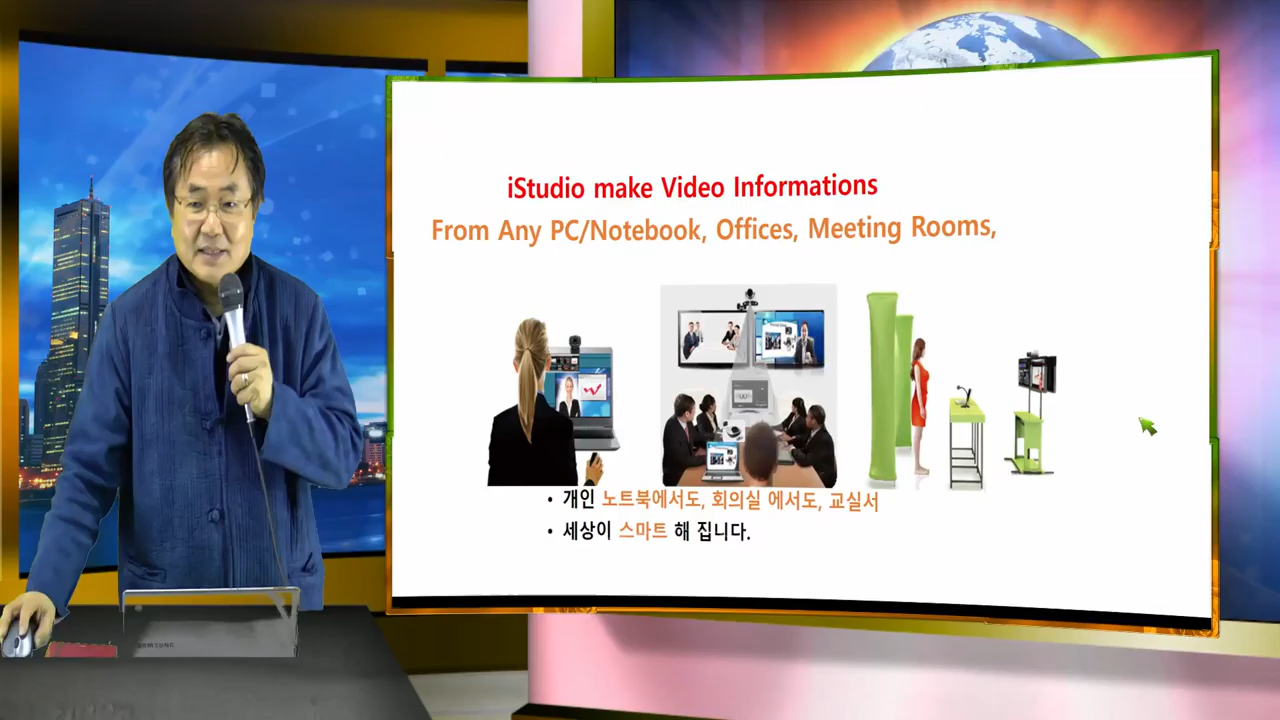 iStudio make Video Informations
From Any PC/Notebook, Offices, Meeting Rooms,
• 개인 노트북에서도, 회의실 에서도, 교실서
• 세상이 스마트 해 집니다.